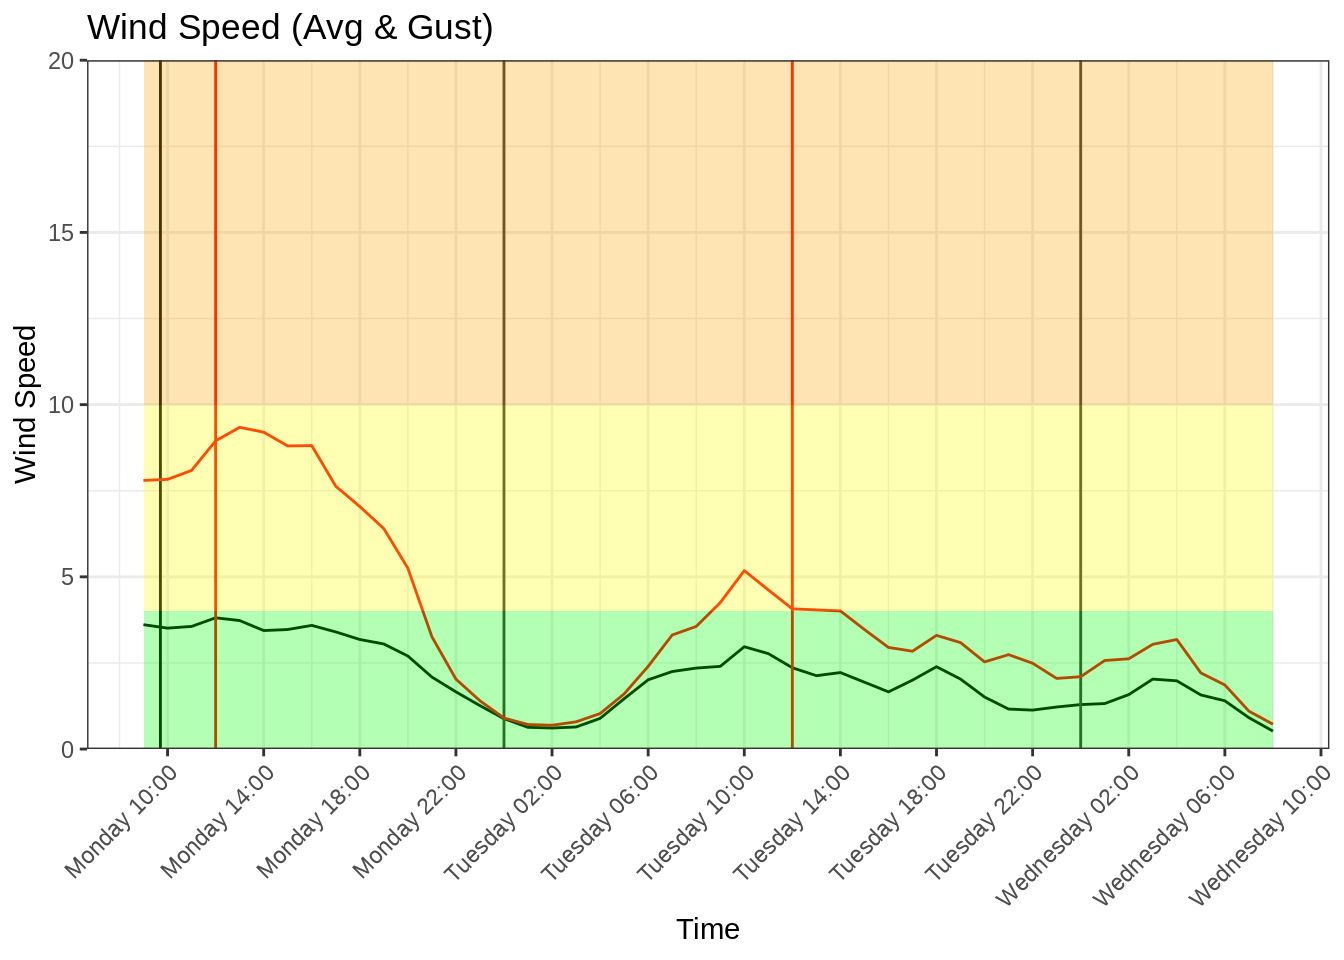 Wind Speed (Avg & Gust)
20
15
10
5
0
Wind Speed
Monday 10:00
Monday 14:00
Monday 18:00
Monday 22:00
Tuesday 02:00
Tuesday 06:00
Tuesday 10:00
Tuesday 14:00
Tuesday 18:00
Tuesday 22:00
Wednesday 02:00
Wednesday 06:00
Wednesday 10:00
Time